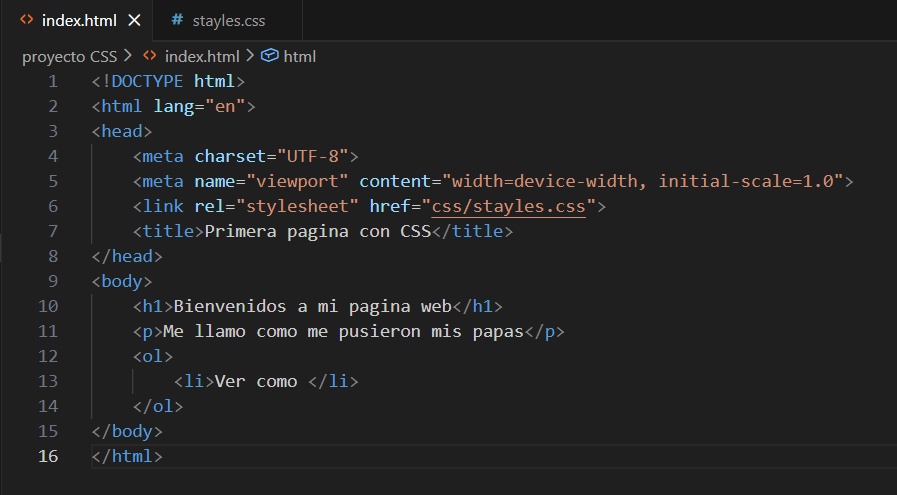 index.html × # stayles.css
proyecto CSS > index.html > html
1 <!DOCTYPE html>
2 <html lang="en">
3 <head>
4 <meta charset="UTF-8">
5 <meta name="viewport" content="width=device-width, initial-scale=1.0">
6 <link rel="stylesheet" href="css/stayles.css">
7 <title>Primera pagina con CSS</title>
8 </head>
9 <body>
10 <h1>Bienvenidos a mi pagina web</h1>
11 <p>Me llamo como me pusieron mis papas</p>
12 <ol>
13 <li>Ver como </li>
14 </ol>
15 </body>
16 </html>